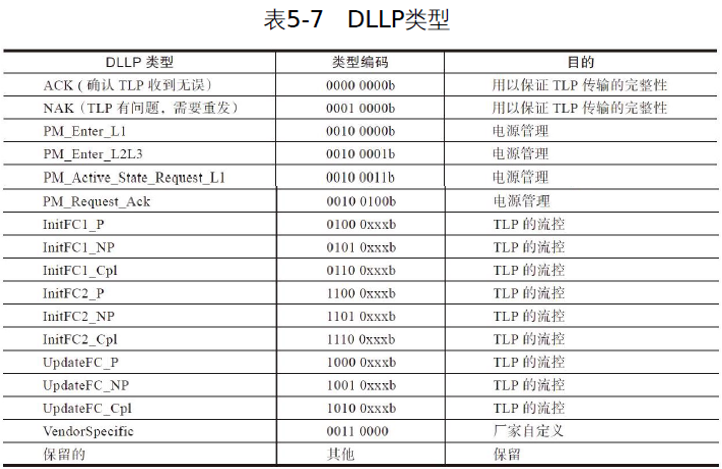 表5-7 DLLP类型
DLLP 类型 类型编码 目的
ACK ( 确认 TLP 收到无误) 0000 0000b 用以保证 TLP 传输的完整性
NAK（TLP 有问题，需要重发） 0001 0000b 用以保证 TLP 传输的完整性
PM_Enter_L1 0010 0000b 电源管理
PM_Enter_L2L3 0010 0001b 电源管理
PM_Active_State_Request_L1 0010 0011b 电源管理
PM_Request_Ack 0010 0100b 电源管理
InitFC1_P 0100 0xxxb TLP 的流控
InitFC1_NP 0101 0xxxb TLP 的流控
InitFC1_Cpl 0110 0xxxb TLP 的流控
InitFC2_P 1100 0xxxb TLP 的流控
InitFC2_NP 1101 0xxxb TLP 的流控
InitFC2_Cpl 1110 0xxxb TLP 的流控
UpdateFC_P 1000 0xxxb TLP 的流控
UpdateFC_NP 1001 0xxxb TLP 的流控
UpdateFC_Cpl 1010 0xxxb TLP 的流控
VendorSpecific 0011 0000 厂家自定义
保留的 其他 保留